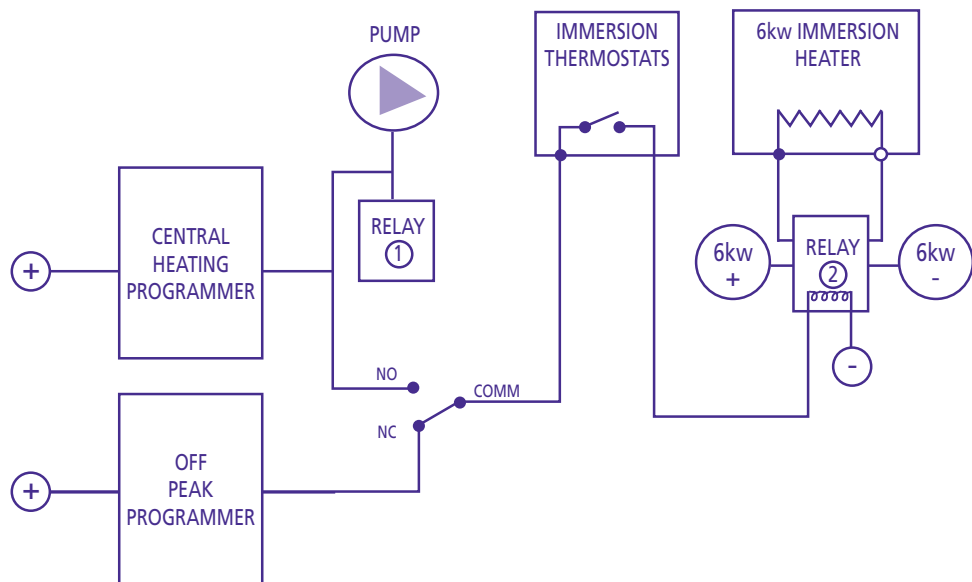 PUMP
IMMERSION
THERMOSTATS
6kw IMMERSION
HEATER
CENTRAL
HEATING
PROGRAMMER
+
RELAY
1
6kw
+
RELAY
2
6kw
-
-
NO
COMM
NC
OFF
PEAK
PROGRAMMER
+